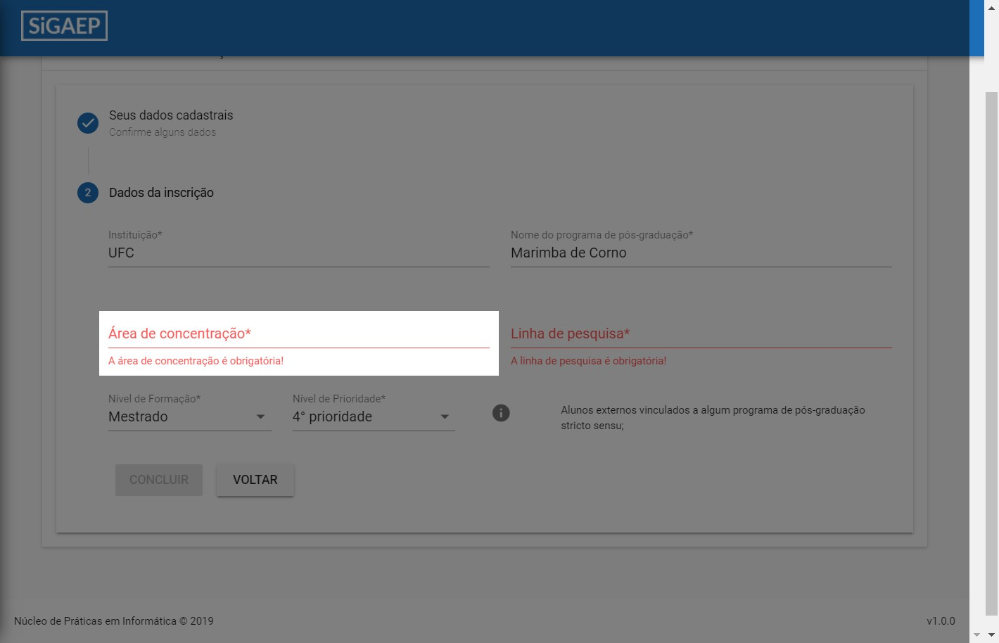 SiGAEP
Seus dados cadastrais
Confirme alguns dados
2 Dados da inscrição
Instituição*
UFC
Nome do programa de pós-graduação*
Marimba de Corno
Área de concentração*
A área de concentração é obrigatória!
Linha de pesquisa*
A linha de pesquisa é obrigatória!
Nível de Formação*
Mestrado
Nível de Prioridade*
4° prioridade
Alunos externos vinculados a algum programa de pós-graduação
stricto sensu;
CONCLUIR
VOLTAR
Núcleo de Práticas em Informática © 2019
v1.0.0